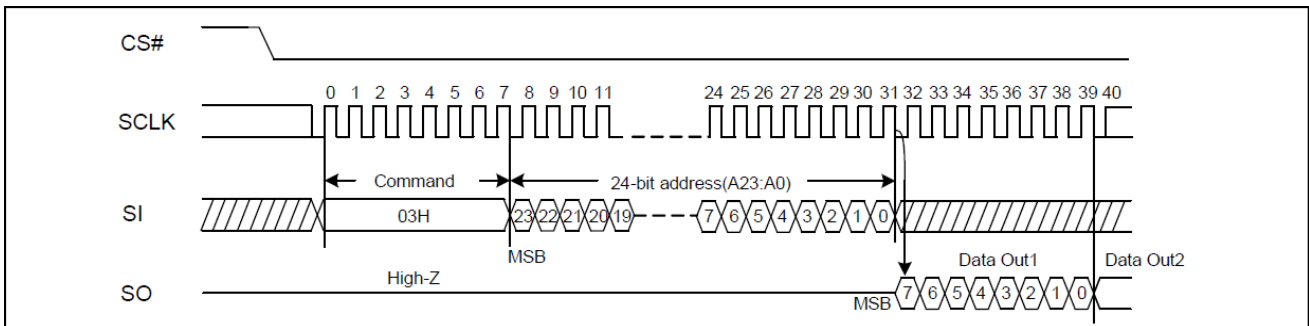 CS#
0 1 2 3 4 5 6 7 8 9 10 11 24 25 26 27 28 29 30 31 32 33 34 35 36 37 38 39 40
SCLK
Command 24-bit address(A23:A0)
SI 03H 23 22 21 20 19 7 6 5 4 3 2 1 0
MSB Data Out1 Data Out2
High-Z
SO MSB 7 6 5 4 3 2 1 0